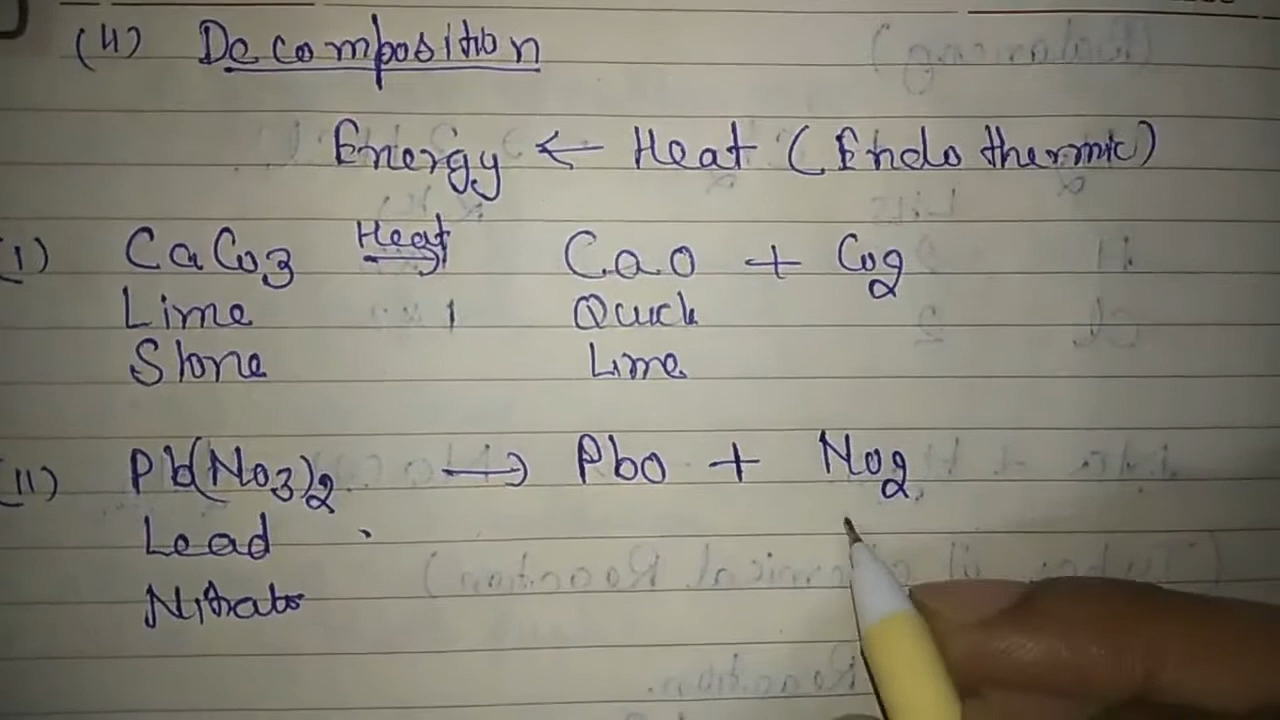 (II) Decomposition
Energy ← Heat (Endothermic)
(I) CaCo3 Heat→ Cao + Co2
Lime Quick
Stone Lime
(II) Pb(No3)2 → Pbo + No2
Lead
Nitrate